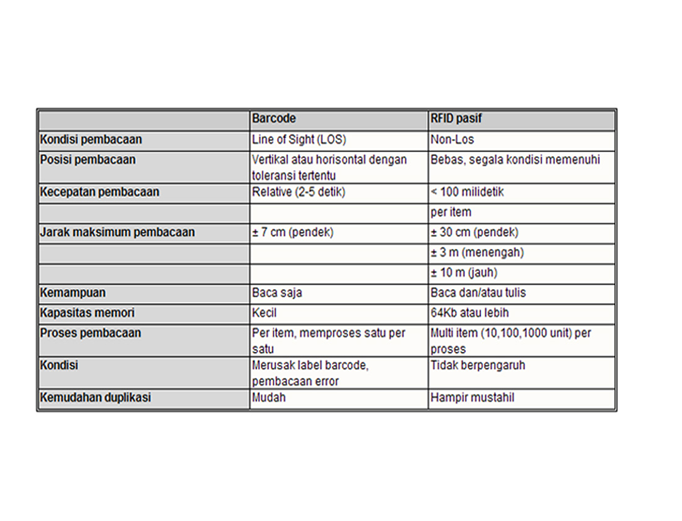 Barcode RFID pasif
Kondisi pembacaan Line of Sight (LOS) Non-Los
Posisi pembacaan Vertikal atau horisontal dengan Bebas, segala kondisi memenuhi
toleransi tertentu
Kecepatan pembacaan Relative (2-5 detik) < 100 milidetik
per item
Jarak maksimum pembacaan ± 7 cm (pendek) ± 30 cm (pendek)
± 3 m (menengah)
± 10 m (jauh)
Kemampuan Baca saja Baca dan/atau tulis
Kapasitas memori Kecil 64Kb atau lebih
Proses pembacaan Per item, memproses satu per Multi item (10,100,1000 unit) per
satu proses
Kondisi Merusak label barcode, Tidak berpengaruh
pembacaan error
Kemudahan duplikasi Mudah Hampir mustahil